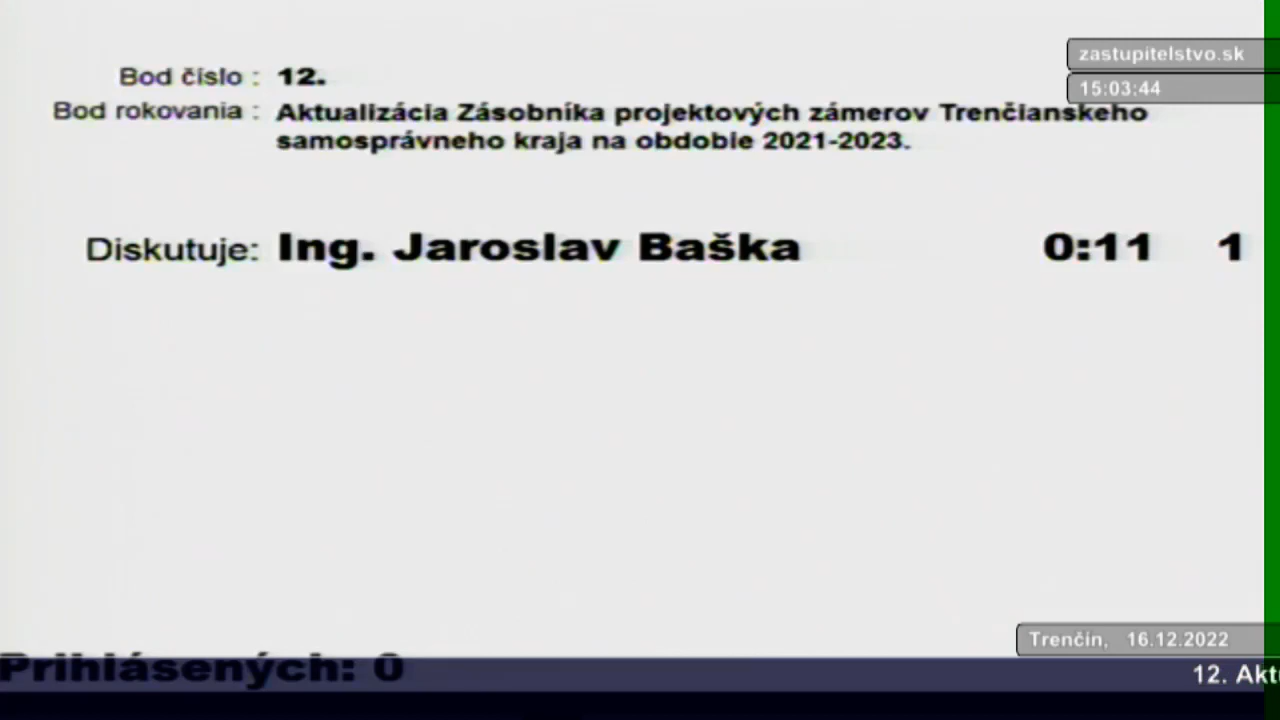 zastupitelstvo.sk
Bod číslo : 12.
15:03:44
Bod rokovania : Aktualizácia Zásobníka projektových zámerov Trenčianskeho
samosprávneho kraja na obdobie 2021-2023.
Diskutuje: Ing. Jaroslav Baška 0:11 1
Trenčín, 16.12.2022
Prihlásených: 0
12. Aktu